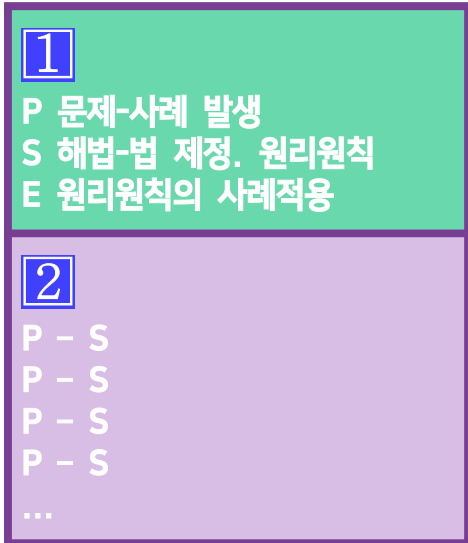 1
P 문제-사례 발생
S 해법-법 제정. 원리원칙
E 원리원칙의 사례적용
2
P – S
P – S
P – S
P – S
...